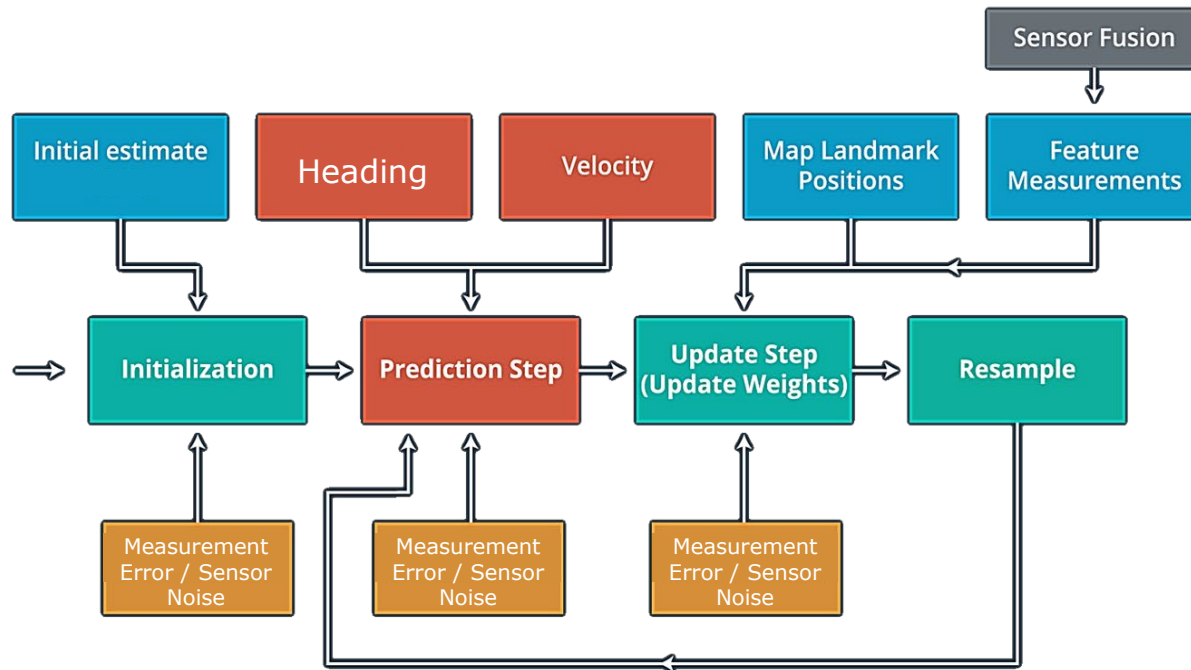 Sensor Fusion
Initial estimate
Heading
Velocity
Map Landmark
Positions
Feature
Measurements
Initialization
Prediction Step
Update Step
(Update Weights)
Resample
Measurement
Error / Sensor
Noise
Measurement
Error / Sensor
Noise
Measurement
Error / Sensor
Noise